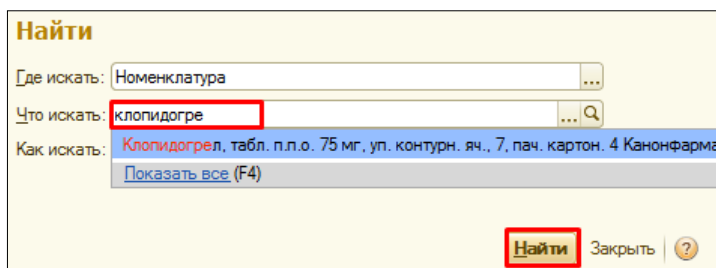 Найти
Где искать: Номенклатура ...
Что искать: клопидогре ...
Как искать: Клопидогрел, табл. п.п.о. 75 мг, уп. контурн. яч., 7, пач. картон. 4 Канонфарма
Показать все (F4)
Найти Закрыть ?